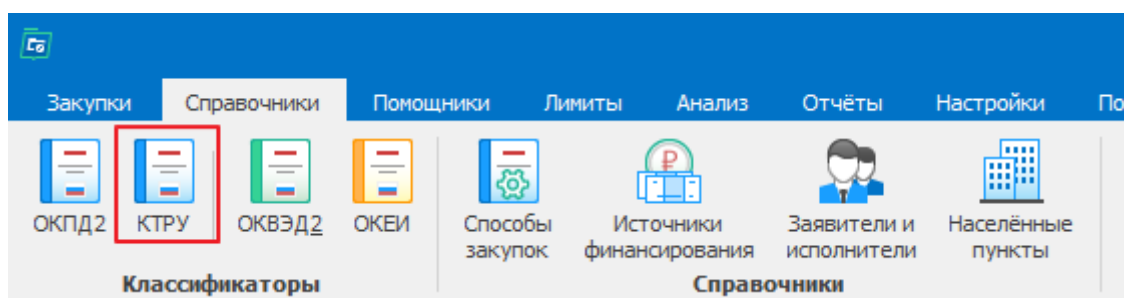 Закупки Справочники Помощники Лимиты Анализ Отчёты Настройки По
ОКПД2 КТРУ ОКВЭД2 ОКЕИ Способы закупок Источники финансирования Заявители и исполнители Населённые пункты
Классификаторы Справочники